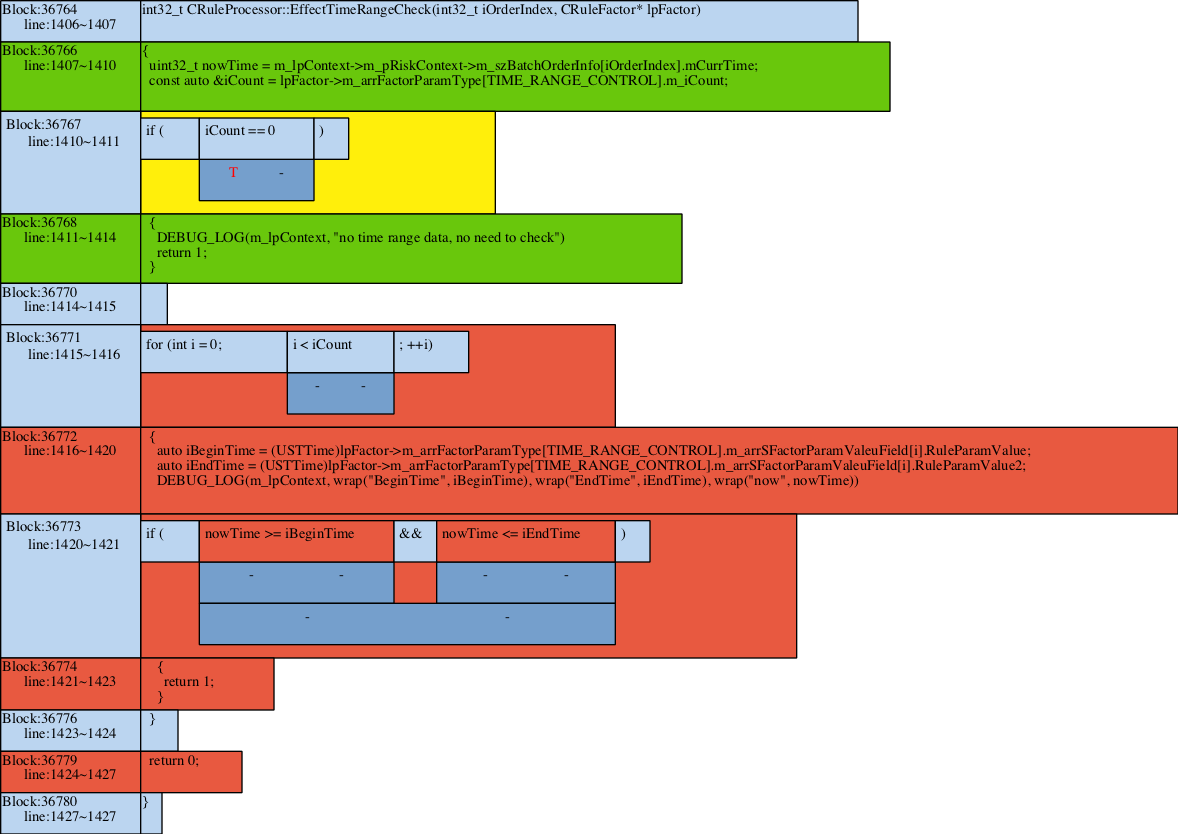 Block:36764
line:1406~1407
int32_t CRuleProcessor::EffectTimeRangeCheck(int32_t iOrderIndex, CRuleFactor* lpFactor)
Block:36766
line:1407~1410
{
uint32_t nowTime = m_lpContext->m_pRiskContext->m_szBatchOrderInfo[iOrderIndex].mCurrTime;
const auto &iCount = lpFactor->m_arrFactorParamType[TIME_RANGE_CONTROL].m_iCount;
Block:36767
line:1410~1411
if ( iCount == 0 )
T -
Block:36768
line:1411~1414
{
DEBUG_LOG(m_lpContext, "no time range data, no need to check")
return 1;
}
Block:36770
line:1414~1415
Block:36771
line:1415~1416
for (int i = 0; i < iCount ; ++i)
- -
Block:36772
line:1416~1420
{
auto iBeginTime = (USTTime)lpFactor->m_arrFactorParamType[TIME_RANGE_CONTROL].m_arrSFactorParamValeuField[i].RuleParamValue;
auto iEndTime = (USTTime)lpFactor->m_arrFactorParamType[TIME_RANGE_CONTROL].m_arrSFactorParamValeuField[i].RuleParamValue2;
DEBUG_LOG(m_lpContext, wrap("BeginTime", iBeginTime), wrap("EndTime", iEndTime), wrap("now", nowTime))
Block:36773
line:1420~1421
if ( nowTime >= iBeginTime && nowTime <= iEndTime )
- - - -
- -
Block:36774
line:1421~1423
{
return 1;
}
Block:36776
line:1423~1424
}
Block:36779
line:1424~1427
return 0;
Block:36780
line:1427~1427
}